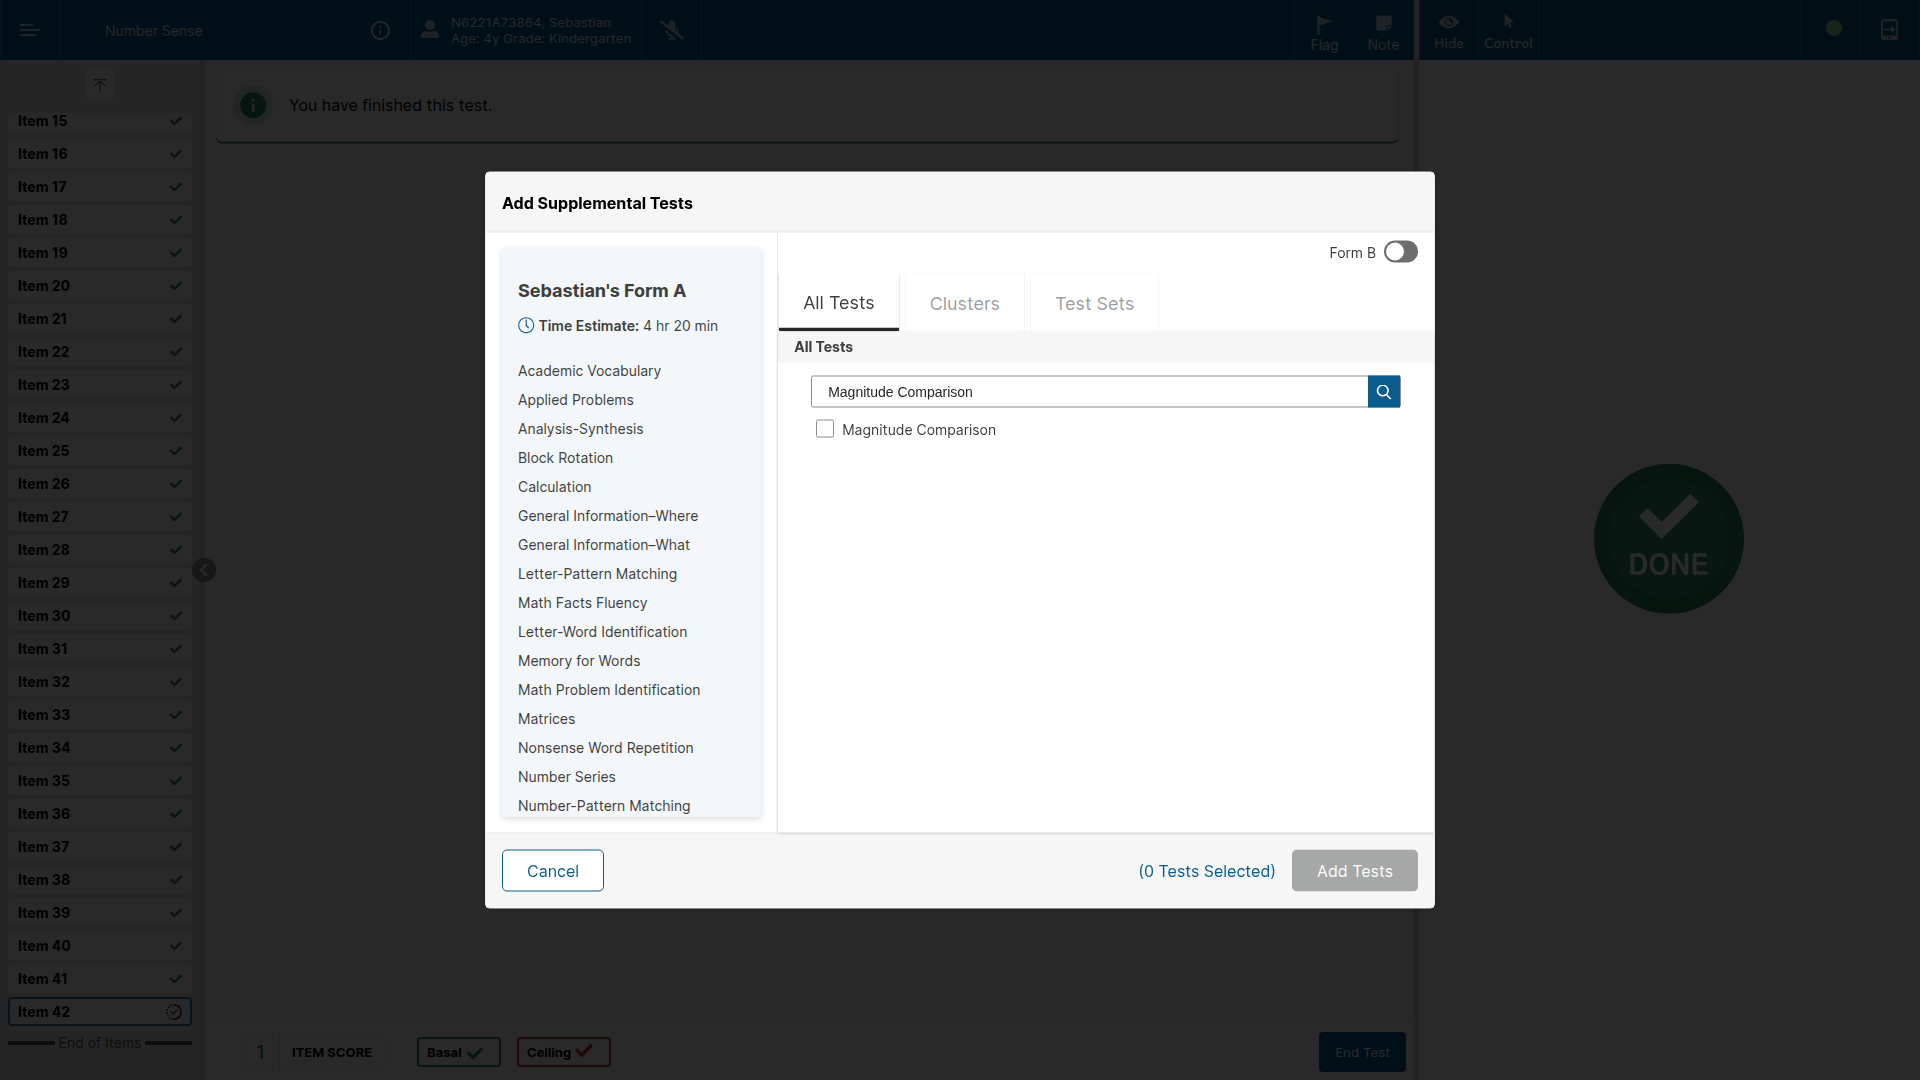 Number Sense
N6221A73864, Sebastian
Age: 4y Grade: Kindergarten
Flag
Note
Hide
Control
You have finished this test.
Item 15
Item 16
Item 17
Item 18
Item 19
Item 20
Item 21
Item 22
Item 23
Item 24
Item 25
Item 26
Item 27
Item 28
Item 29
Item 30
Item 31
Item 32
Item 33
Item 34
Item 35
Item 36
Item 37
Item 38
Item 39
Item 40
Item 41
Item 42
End of Items
Add Supplemental Tests
Sebastian's Form A
Time Estimate: 4 hr 20 min
Academic Vocabulary
Applied Problems
Analysis-Synthesis
Block Rotation
Calculation
General Information–Where
General Information–What
Letter-Pattern Matching
Math Facts Fluency
Letter-Word Identification
Memory for Words
Math Problem Identification
Matrices
Nonsense Word Repetition
Number Series
Number-Pattern Matching
Form B
All Tests
Clusters
Test Sets
All Tests
Magnitude Comparison
Magnitude Comparison
Cancel
(0 Tests Selected)
Add Tests
DONE
1
ITEM SCORE
Basal
Ceiling
End Test